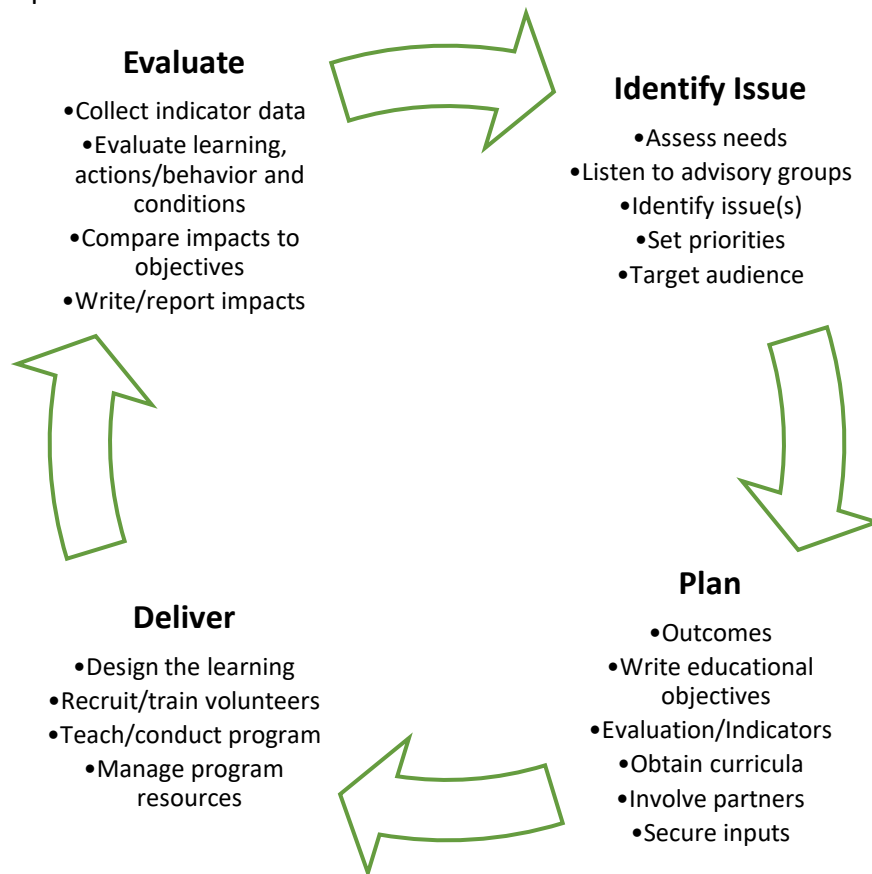 Evaluate
•Collect indicator data
•Evaluate learning,
actions/behavior and
conditions
•Compare impacts to
objectives
•Write/report impacts
Identify Issue
•Assess needs
•Listen to advisory groups
•Identify issue(s)
•Set priorities
•Target audience
Plan
•Outcomes
•Write educational
objectives
•Evaluation/Indicators
•Obtain curricula
•Involve partners
•Secure inputs
Deliver
•Design the learning
•Recruit/train volunteers
•Teach/conduct program
•Manage program
resources